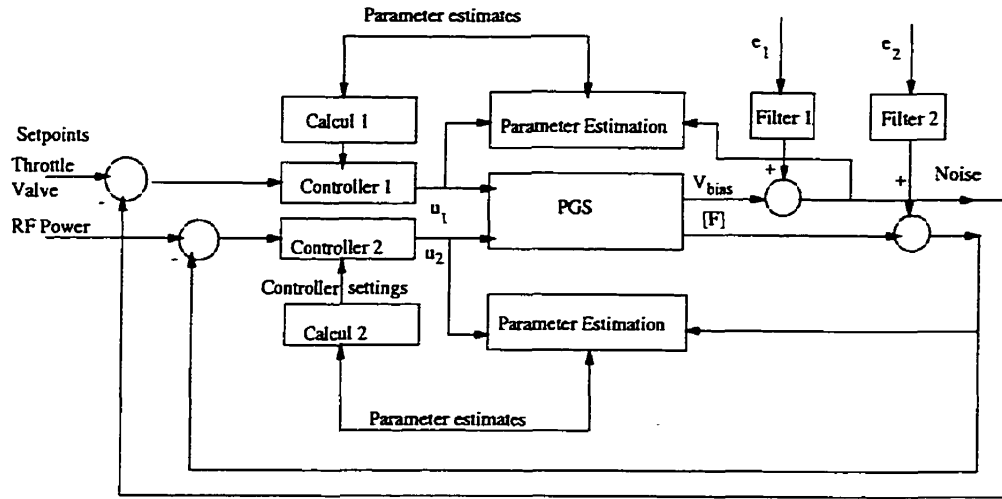 Parameter estimates
e1
e2
Calcul 1
Parameter Estimation
Filter 1
Filter 2
Setpoints
Throttle
Valve
-
Controller 1
u1
PGS
Vbias
+
+
Noise
[F]
RF Power
-
Controller 2
u2
Controller settings
Calcul 2
Parameter Estimation
Parameter estimates